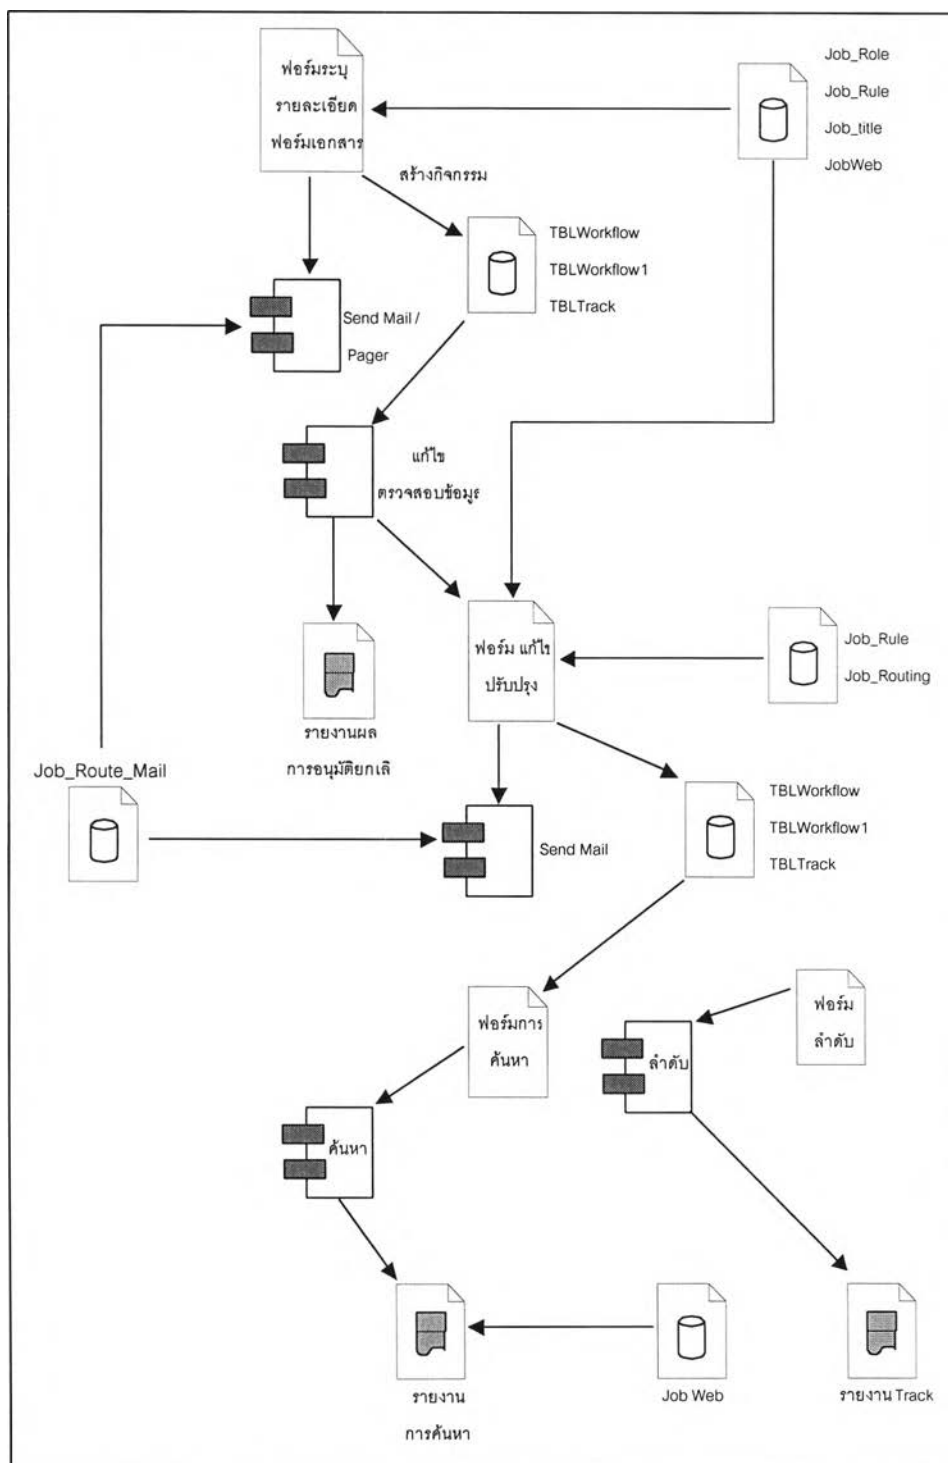 ฟอร์มระบุ
รายละเอียด
ฟอร์มเอกสาร
Job_Role
Job_Rule
Job_title
JobWeb
สร้างกิจกรรม
TBLWorkflow
TBLWorkflow1
TBLTrack
Send Mail /
Pager
แก้ไข
ตรวจสอบข้อมูล
ฟอร์ม แก้ไข
ปรับปรุง
Job_Rule
Job_Routing
รายงานผล
การอนุมัติยกเลิ
Job_Route_Mail
TBLWorkflow
TBLWorkflow1
TBLTrack
Send Mail
ฟอร์มการ
ค้นหา
ฟอร์ม
ลำดับ
ลำดับ
ค้นหา
รายงาน
การค้นหา
Job Web
รายงาน Track